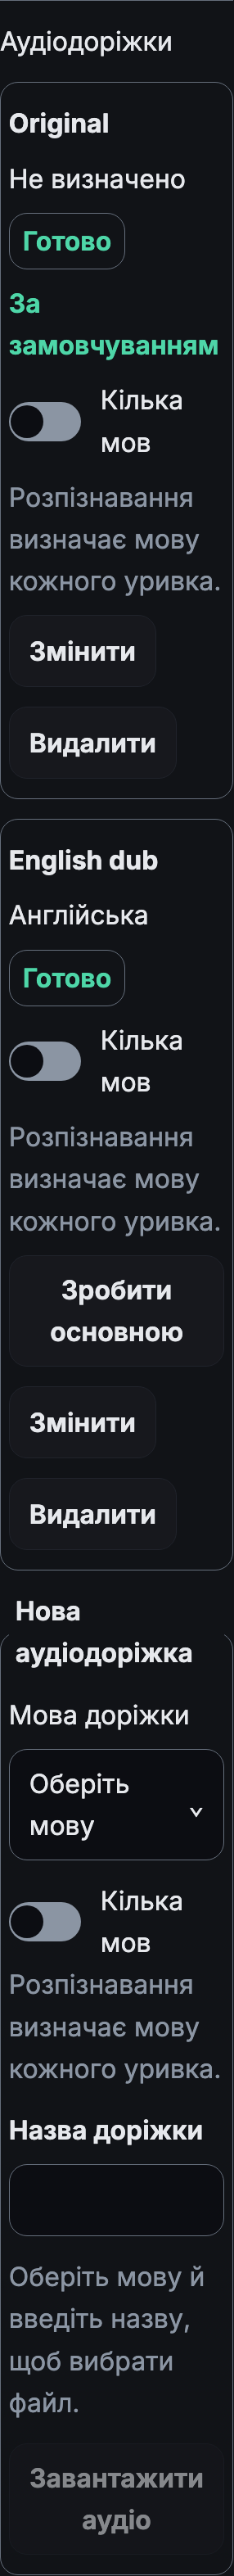 Аудіодоріжки
Original
Не визначено
Готово
За
замовчуванням
Кілька
мов
Розпізнавання
визначає мову
кожного уривка.
Змінити
Видалити
English dub
Англійська
Готово
Кілька
мов
Розпізнавання
визначає мову
кожного уривка.
Зробити
основною
Змінити
Видалити
Нова
аудіодоріжка
Мова доріжки
Оберіть
мову
Кілька
мов
Розпізнавання
визначає мову
кожного уривка.
Назва доріжки
Оберіть мову й
введіть назву,
щоб вибрати
файл.
Завантажити
аудіо